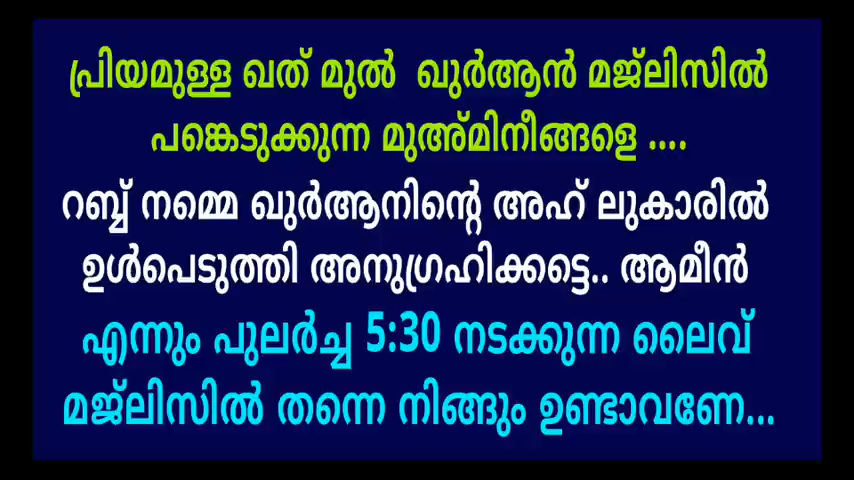 പ്രിയമുള്ള ഖത് മുൽ ഖുർആൻ മജ്ലിസിൽ
പങ്കെടുക്കുന്ന മുഅ്മിനീങ്ങളെ ....
റബ്ബ് നമ്മെ ഖുർആനിന്റെ അഹ് ലുകാരിൽ
ഉൾപെടുത്തി അനുഗ്രഹിക്കട്ടെ.. ആമീൻ
എന്നും പുലർച്ച 5:30 നടക്കുന്ന ലൈവ്
മജ്ലിസിൽ തന്നെ നിങ്ങും ഉണ്ടാവണേ...